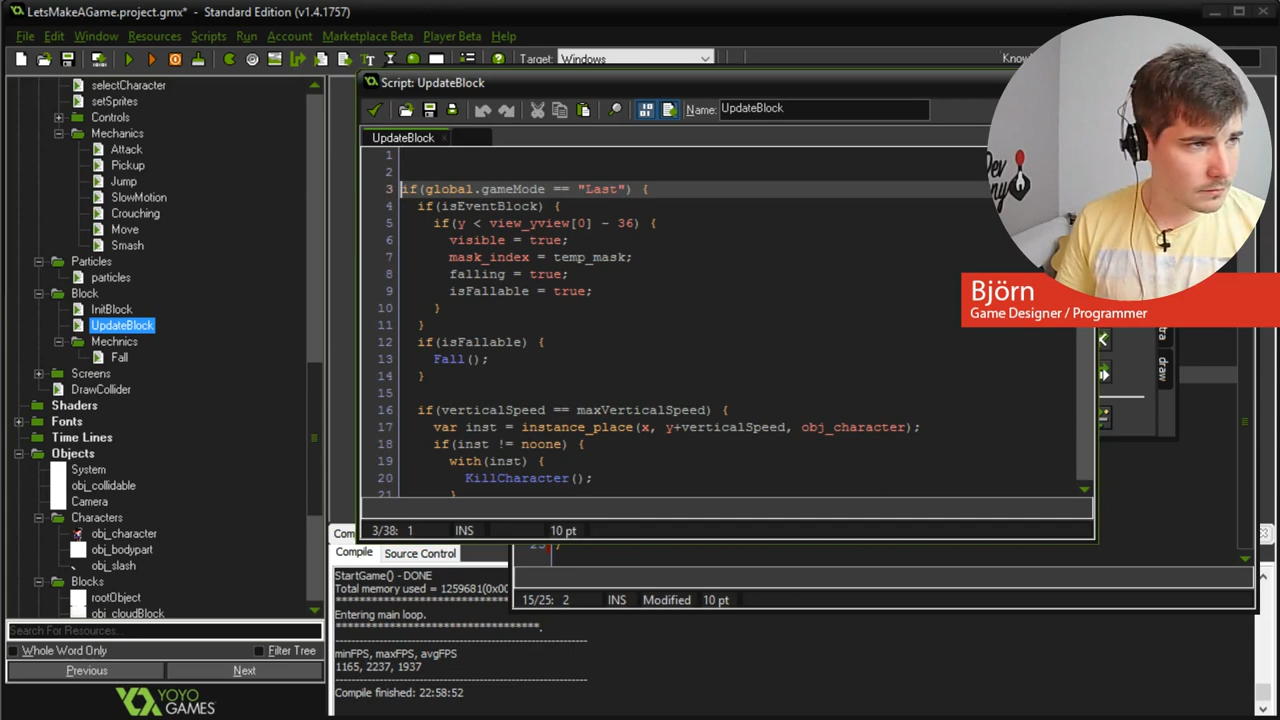 LetsMakeAGame.project.gmx* - Standard Edition (v1.4.1757)
File Edit Window Resources Scripts Run Account Marketplace Beta Player Beta Help
Target: Windows
selectCharacter
setSprites
Controls
Mechanics
Attack
Pickup
Jump
SlowMotion
Crouching
Move
Smash
Particles
particles
Block
InitBlock
UpdateBlock
Mechnics
Fall
Screens
DrawCollider
Shaders
Fonts
Time Lines
Objects
System
obj_collidable
Camera
Characters
obj_character
obj_bodypart
obj_slash
Blocks
rootObject
obj_cloudBlock
Search For Resources...
Whole Word Only Filter Tree
Previous Next
YOYO
GAMES™
Script: UpdateBlock
Name: UpdateBlock
UpdateBlock
1
2
3 if(global.gameMode == "Last") {
4 if(isEventBlock) {
5 if(y < view_yview[0] - 36) {
6 visible = true;
7 mask_index = temp_mask;
8 falling = true;
9 isFallable = true;
10 }
11 }
12 if(isFallable) {
13 Fall();
14 }
15
16 if(verticalSpeed == maxVerticalSpeed) {
17 var inst = instance_place(x, y+verticalSpeed, obj_character);
18 if(inst != noone) {
19 with(inst) {
20 KillCharacter();
21 }
3/38: 1 INS 10 pt
Björn
Game Designer / Programmer
draw
Compile Source Control
StartGame() - DONE
Total memory used = 1259681(0x00
Entering main loop.
minFPS, maxFPS, avgFPS
1165, 2237, 1937
Compile finished: 22:58:52
15/25: 2 INS Modified 10 pt